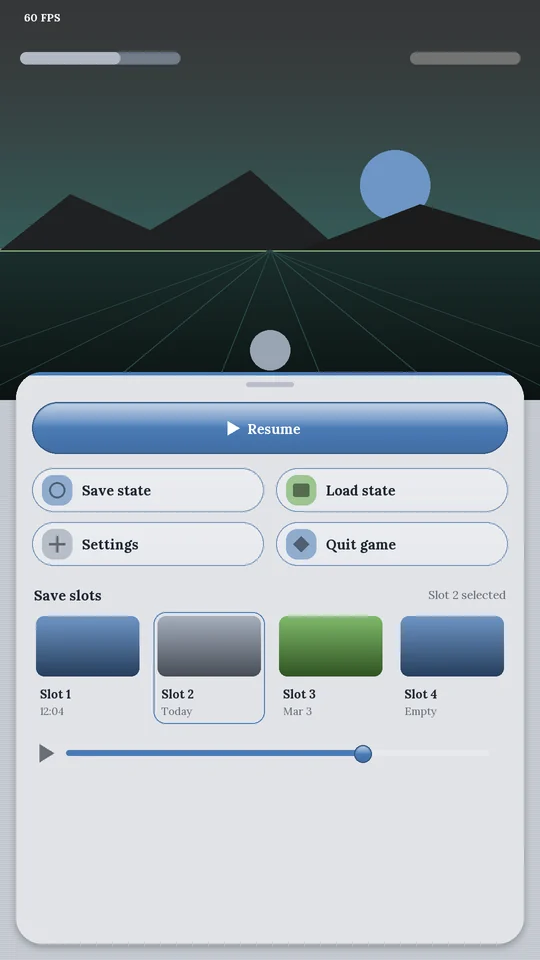 60 FPS
Resume
Save state
Load state
Settings
Quit game
Save slots
Slot 2 selected
Slot 1
12:04
Slot 2
Today
Slot 3
Mar 3
Slot 4
Empty